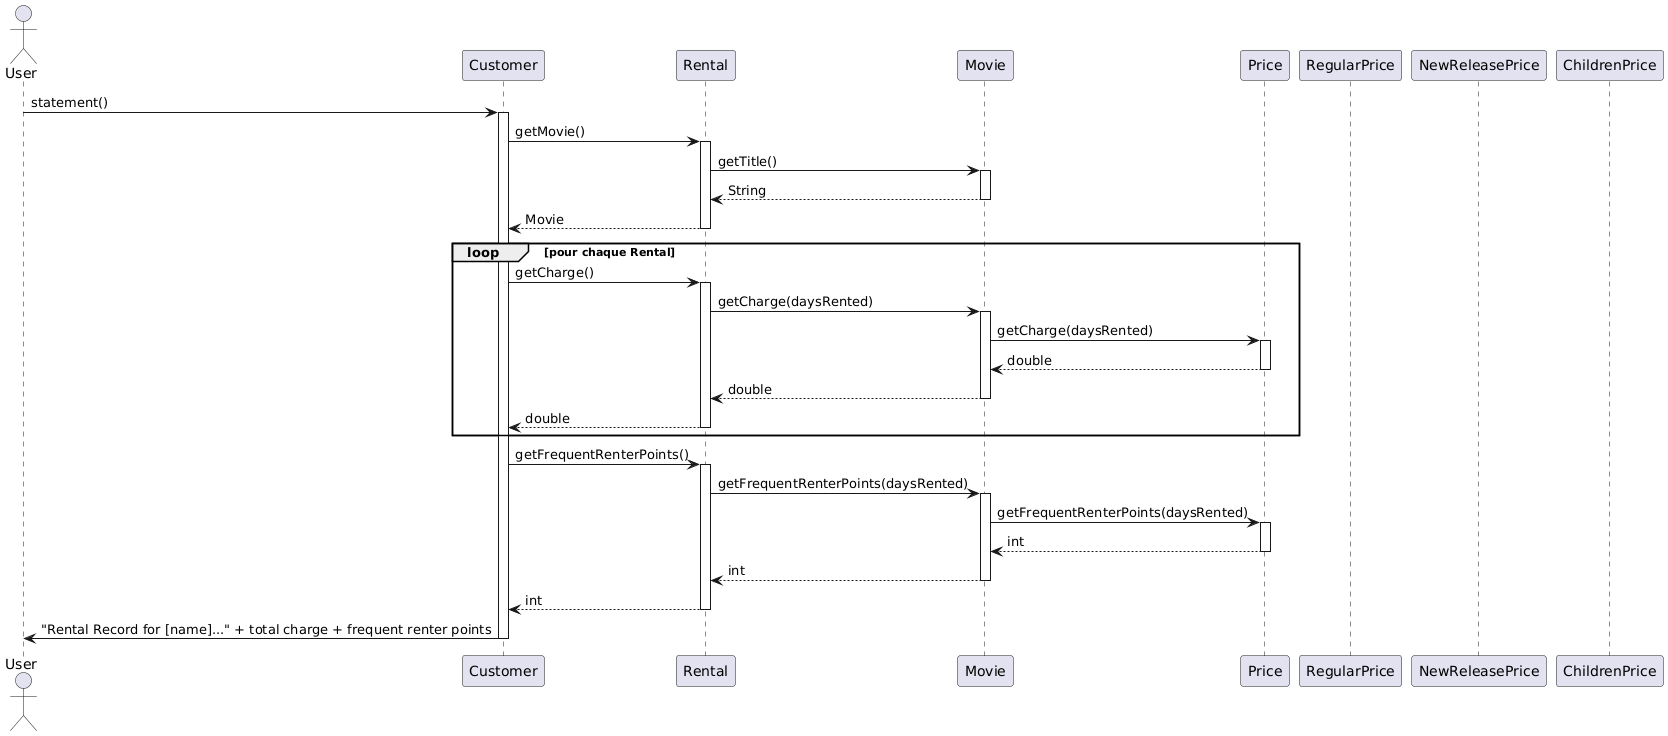 User
Customer
Rental
Movie
Price
RegularPrice
NewReleasePrice
ChildrenPrice
statement()
getMovie()
getTitle()
String
Movie
loop
[pour chaque Rental]
getCharge()
getCharge(daysRented)
getCharge(daysRented)
double
double
double
getFrequentRenterPoints()
getFrequentRenterPoints(daysRented)
getFrequentRenterPoints(daysRented)
int
int
int
"Rental Record for [name]..." + total charge + frequent renter points
User
Customer
Rental
Movie
Price
RegularPrice
NewReleasePrice
ChildrenPrice